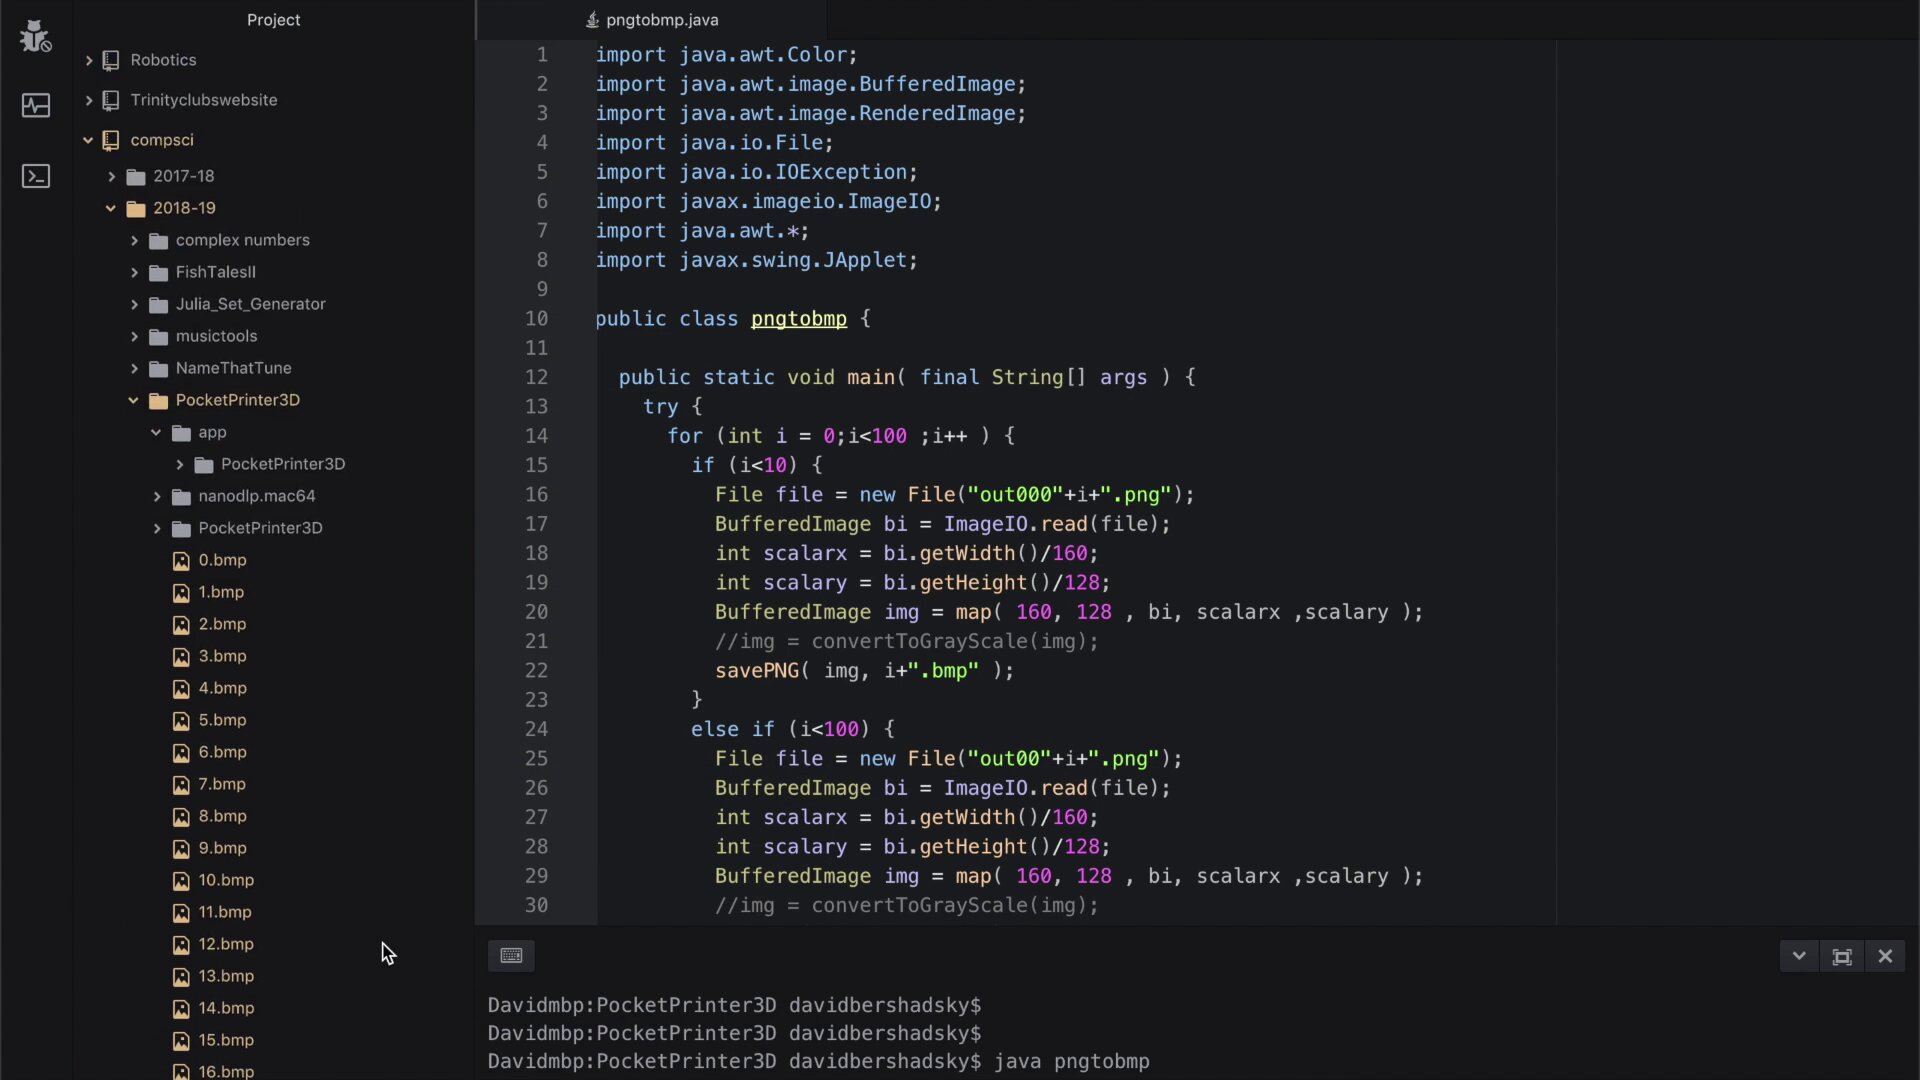 Project
Robotics
Trinityclubswebsite
compsci
2017-18
2018-19
complex numbers
FishTalesII
Julia_Set_Generator
musictools
NameThatTune
PocketPrinter3D
app
PocketPrinter3D
nanodlp.mac64
PocketPrinter3D
0.bmp
1.bmp
2.bmp
3.bmp
4.bmp
5.bmp
6.bmp
7.bmp
8.bmp
9.bmp
10.bmp
11.bmp
12.bmp
13.bmp
14.bmp
15.bmp
16.bmp
pngtobmp.java
1 import java.awt.Color;
2 import java.awt.image.BufferedImage;
3 import java.awt.image.RenderedImage;
4 import java.io.File;
5 import java.io.IOException;
6 import javax.imageio.ImageIO;
7 import java.awt.*;
8 import javax.swing.JApplet;
9
10 public class pngtobmp {
11
12 public static void main( final String[] args ) {
13 try {
14 for (int i = 0;i<100 ;i++ ) {
15 if (i<10) {
16 File file = new File("out000"+i+".png");
17 BufferedImage bi = ImageIO.read(file);
18 int scalarx = bi.getWidth()/160;
19 int scalary = bi.getHeight()/128;
20 BufferedImage img = map( 160, 128 , bi, scalarx ,scalary );
21 //img = convertToGrayScale(img);
22 savePNG( img, i+".bmp" );
23 }
24 else if (i<100) {
25 File file = new File("out00"+i+".png");
26 BufferedImage bi = ImageIO.read(file);
27 int scalarx = bi.getWidth()/160;
28 int scalary = bi.getHeight()/128;
29 BufferedImage img = map( 160, 128 , bi, scalarx ,scalary );
30 //img = convertToGrayScale(img);
Davidmbp:PocketPrinter3D davidbershadsky$
Davidmbp:PocketPrinter3D davidbershadsky$
Davidmbp:PocketPrinter3D davidbershadsky$ java pngtobmp